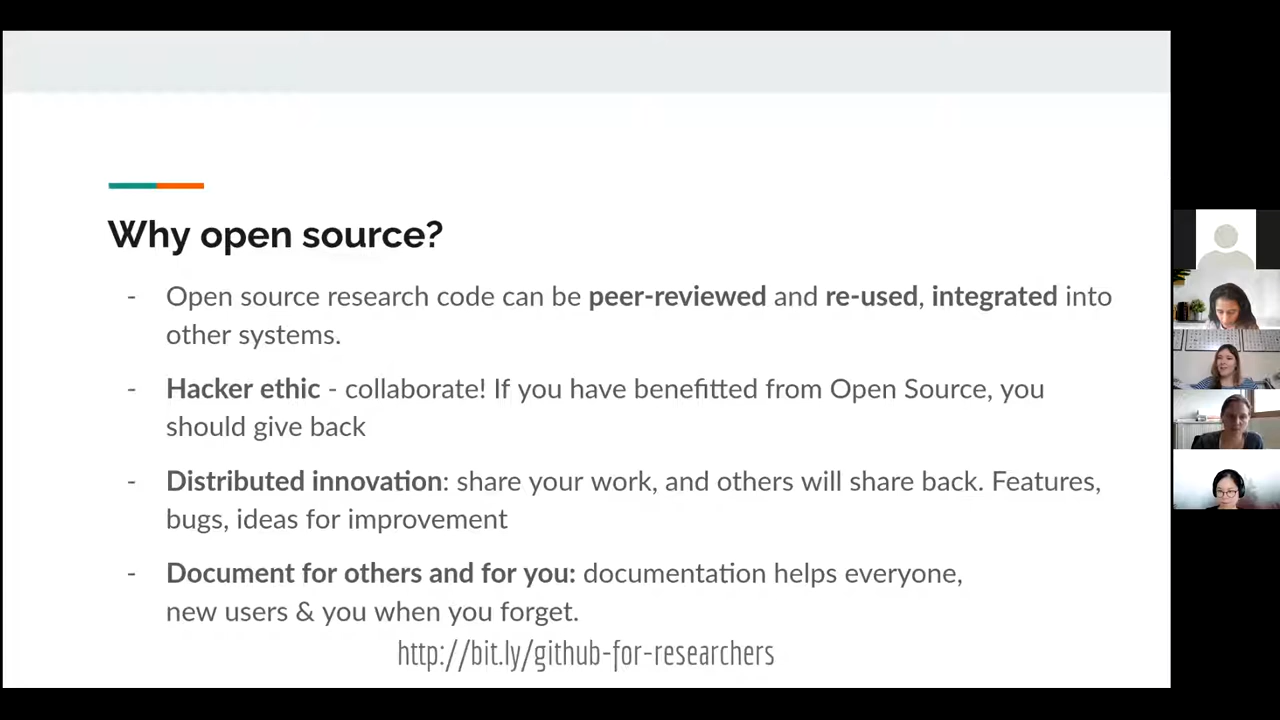 Why open source?
- Open source research code can be peer-reviewed and re-used, integrated into
other systems.
- Hacker ethic - collaborate! If you have benefitted from Open Source, you
should give back
- Distributed innovation: share your work, and others will share back. Features,
bugs, ideas for improvement
- Document for others and for you: documentation helps everyone,
new users & you when you forget.
http://bit.ly/github-for-researchers